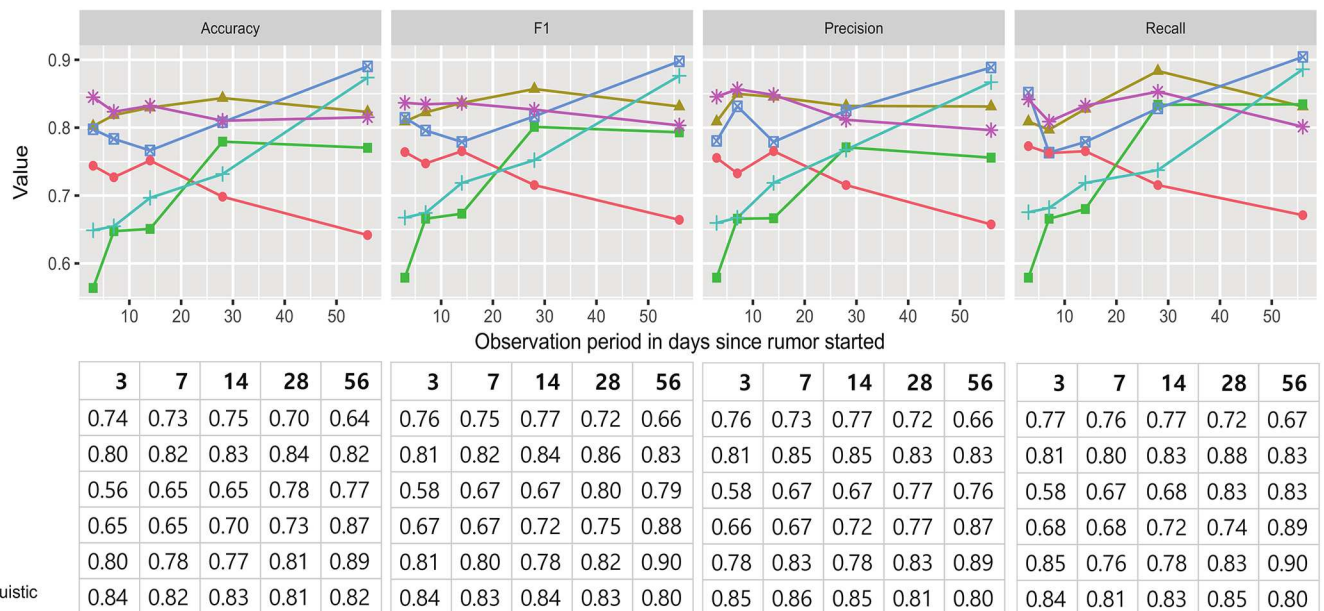 Accuracy F1 Precision Recall
0.9
0.8
0.7
0.6
Value
10 20 30 40 50 10 20 30 40 50 10 20 30 40 50 10 20 30 40 50
Observation period in days since rumor started
3 7 14 28 56 3 7 14 28 56 3 7 14 28 56 3 7 14 28 56
0.74 0.73 0.75 0.70 0.64 0.76 0.75 0.77 0.72 0.66 0.76 0.73 0.77 0.72 0.66 0.77 0.76 0.77 0.72 0.67
0.80 0.82 0.83 0.84 0.82 0.81 0.82 0.84 0.86 0.83 0.81 0.85 0.85 0.83 0.83 0.81 0.80 0.83 0.88 0.83
0.56 0.65 0.65 0.78 0.77 0.58 0.67 0.67 0.80 0.79 0.58 0.67 0.67 0.77 0.76 0.58 0.67 0.68 0.83 0.83
0.65 0.65 0.70 0.73 0.87 0.67 0.67 0.72 0.75 0.88 0.66 0.67 0.72 0.77 0.87 0.68 0.68 0.72 0.74 0.89
0.80 0.78 0.77 0.81 0.89 0.81 0.80 0.78 0.82 0.90 0.78 0.83 0.78 0.83 0.89 0.85 0.76 0.78 0.83 0.90
uistic 0.84 0.82 0.83 0.81 0.82 0.84 0.83 0.84 0.83 0.80 0.85 0.86 0.85 0.81 0.80 0.84 0.81 0.83 0.85 0.80